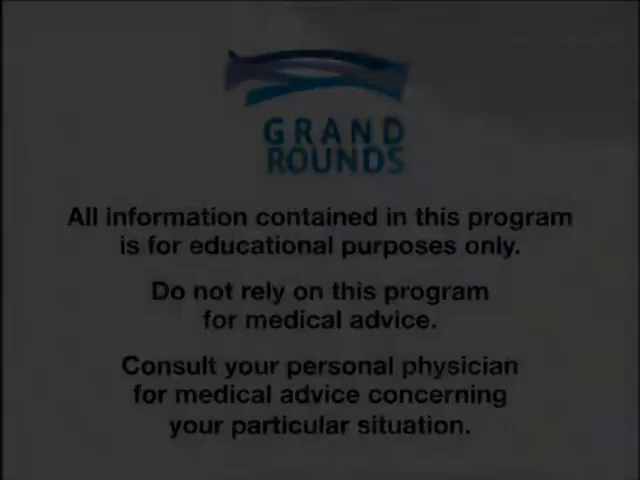 GRAND
ROUNDS
All information contained in this program
is for educational purposes only.
Do not rely on this program
for medical advice.
Consult your personal physician
for medical advice concerning
your particular situation.